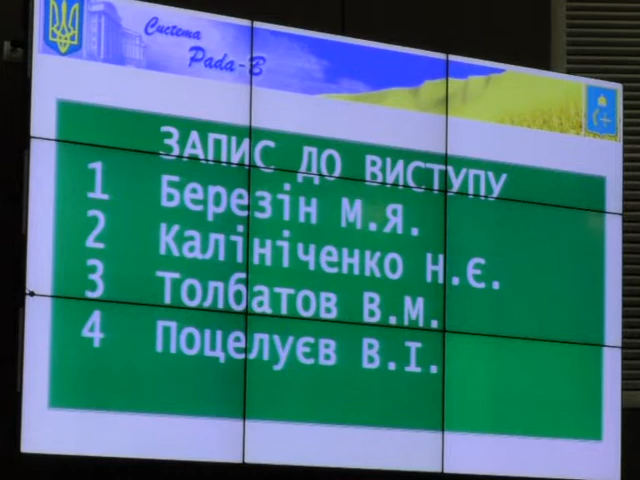 Система
Рада-В
ЗАПИС ДО ВИСТУПУ
1 Березін М.Я.
2 Калініченко Н.Є.
3 Толбатов В.М.
4 Поцелуєв В.І.